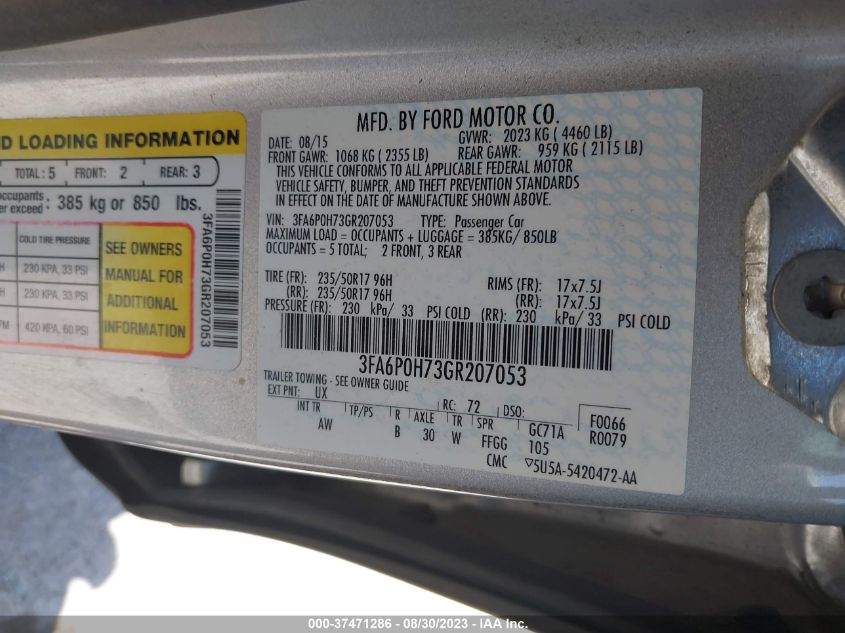 ND LOADING INFORMATION
TOTAL: 5 FRONT: 2 REAR: 3
occupants
er exceed: 385 kg or 850 lbs.
COLD TIRE PRESSURE
230 KPA, 33 PSI
230 KPA, 33 PSI
420 KPA, 60 PSI
SEE OWNERS
MANUAL FOR
ADDITIONAL
INFORMATION
3FA6P0H73GR207053
MFD. BY FORD MOTOR CO.
DATE: 08/15 GVWR: 2023 KG ( 4460 LB)
FRONT GAWR: 1068 KG ( 2355 LB) REAR GAWR: 959 KG ( 2115 LB)
THIS VEHICLE CONFORMS TO ALL APPLICABLE FEDERAL MOTOR
VEHICLE SAFETY, BUMPER, AND THEFT PREVENTION STANDARDS
IN EFFECT ON THE DATE OF MANUFACTURE SHOWN ABOVE.
VIN: 3FA6P0H73GR207053 TYPE: Passenger Car
MAXIMUM LOAD = OCCUPANTS + LUGGAGE = 385KG/ 850LB
OCCUPANTS = 5 TOTAL; 2 FRONT, 3 REAR
TIRE (FR): 235/50R17 96H RIMS (FR): 17x7.5J
(RR): 235/50R17 96H (RR): 17x7.5J
PRESSURE (FR): 230 kPa/ 33 PSI COLD (RR): 230 kPa/ 33 PSI COLD
3FA6P0H73GR207053
TRAILER TOWING - SEE OWNER GUIDE
EXT PNT: UX RC: 72 DSO: F0066
INT TR TP/PS R AXLE TR SPR GC71A R0079
AW B 30 W FFGG 105
CMC ▽5U5A-5420472-AA
000-37471286 | 08/30/2023 - IAA Inc.